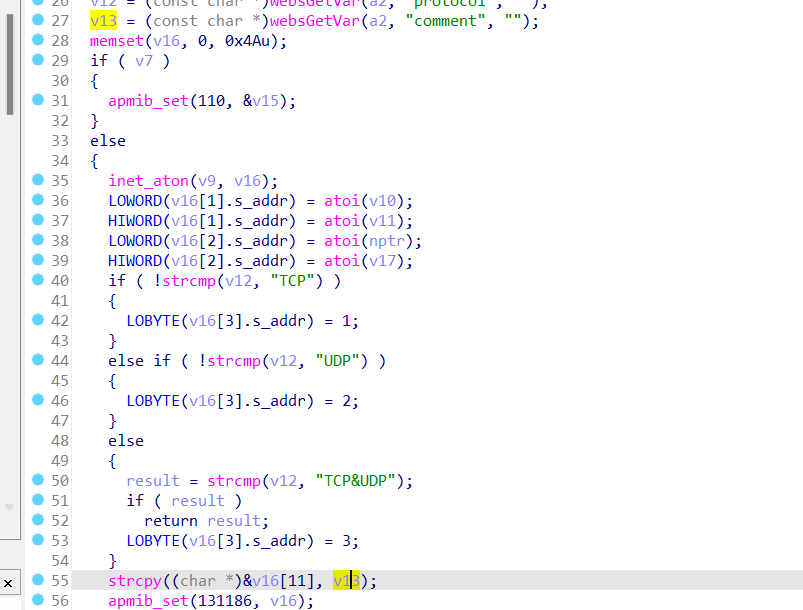 26 v12 = (const char *)websGetVar(a2, "protocol", "");
27 v13 = (const char *)websGetVar(a2, "comment", "");
28 memset(v16, 0, 0x4Au);
29 if ( v7 )
30 {
31 apmib_set(110, &v15);
32 }
33 else
34 {
35 inet_aton(v9, v16);
36 LOWORD(v16[1].s_addr) = atoi(v10);
37 HIWORD(v16[1].s_addr) = atoi(v11);
38 LOWORD(v16[2].s_addr) = atoi(nptr);
39 HIWORD(v16[2].s_addr) = atoi(v17);
40 if ( !strcmp(v12, "TCP") )
41 {
42 LOBYTE(v16[3].s_addr) = 1;
43 }
44 else if ( !strcmp(v12, "UDP") )
45 {
46 LOBYTE(v16[3].s_addr) = 2;
47 }
48 else
49 {
50 result = strcmp(v12, "TCP&UDP");
51 if ( result )
52 return result;
53 LOBYTE(v16[3].s_addr) = 3;
54 }
55 strcpy((char *)&v16[11], v13);
56 apmib_set(131186, v16);